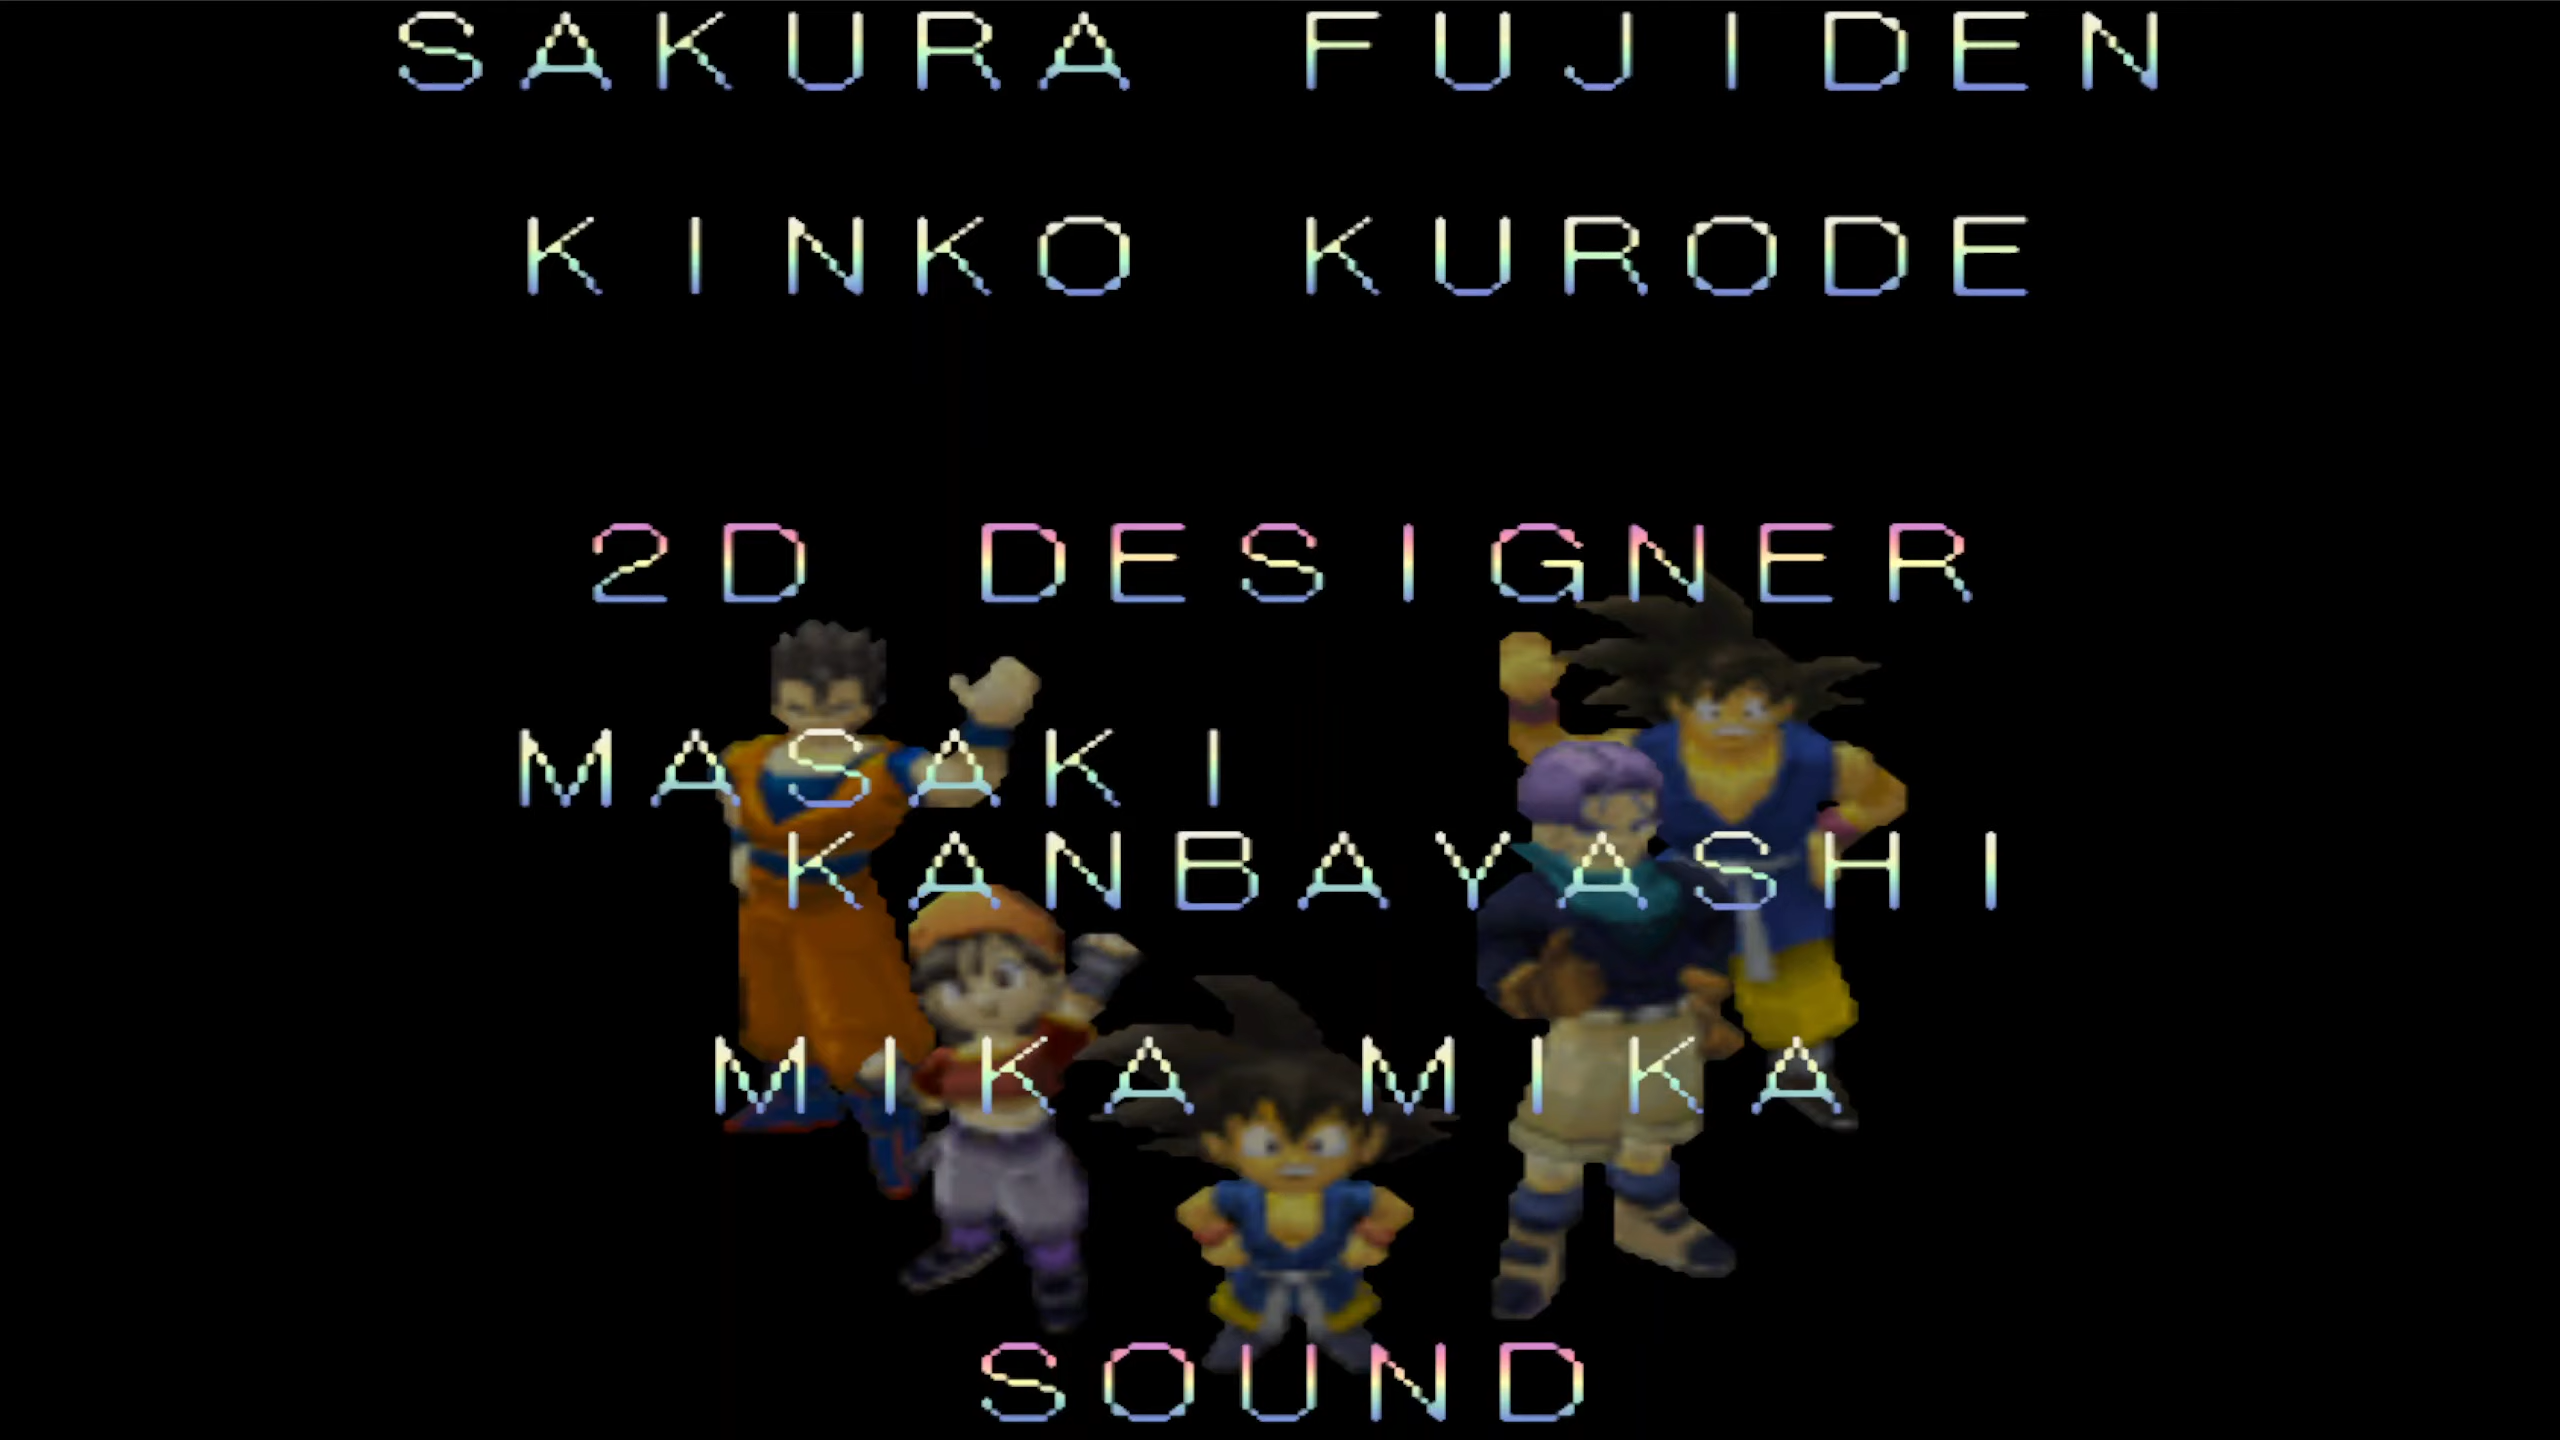 SAKURA FUJIDEN
KINKO KURODE
2D DESIGNER
MASAKI
KANBAYASHI
MIKA MIKA
SOUND